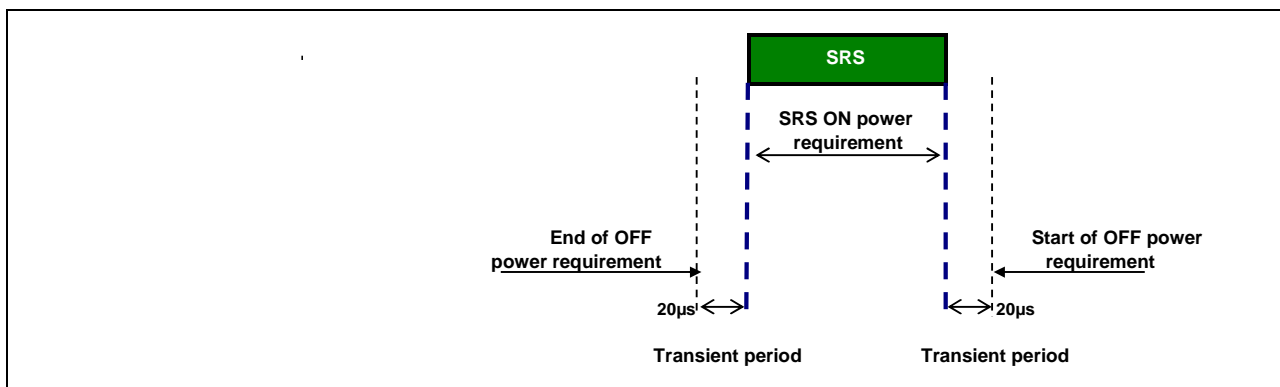 SRS
SRS ON power
requirement
End of OFF
power requirement
Start of OFF power
requirement
20µs
20µs
Transient period
Transient period